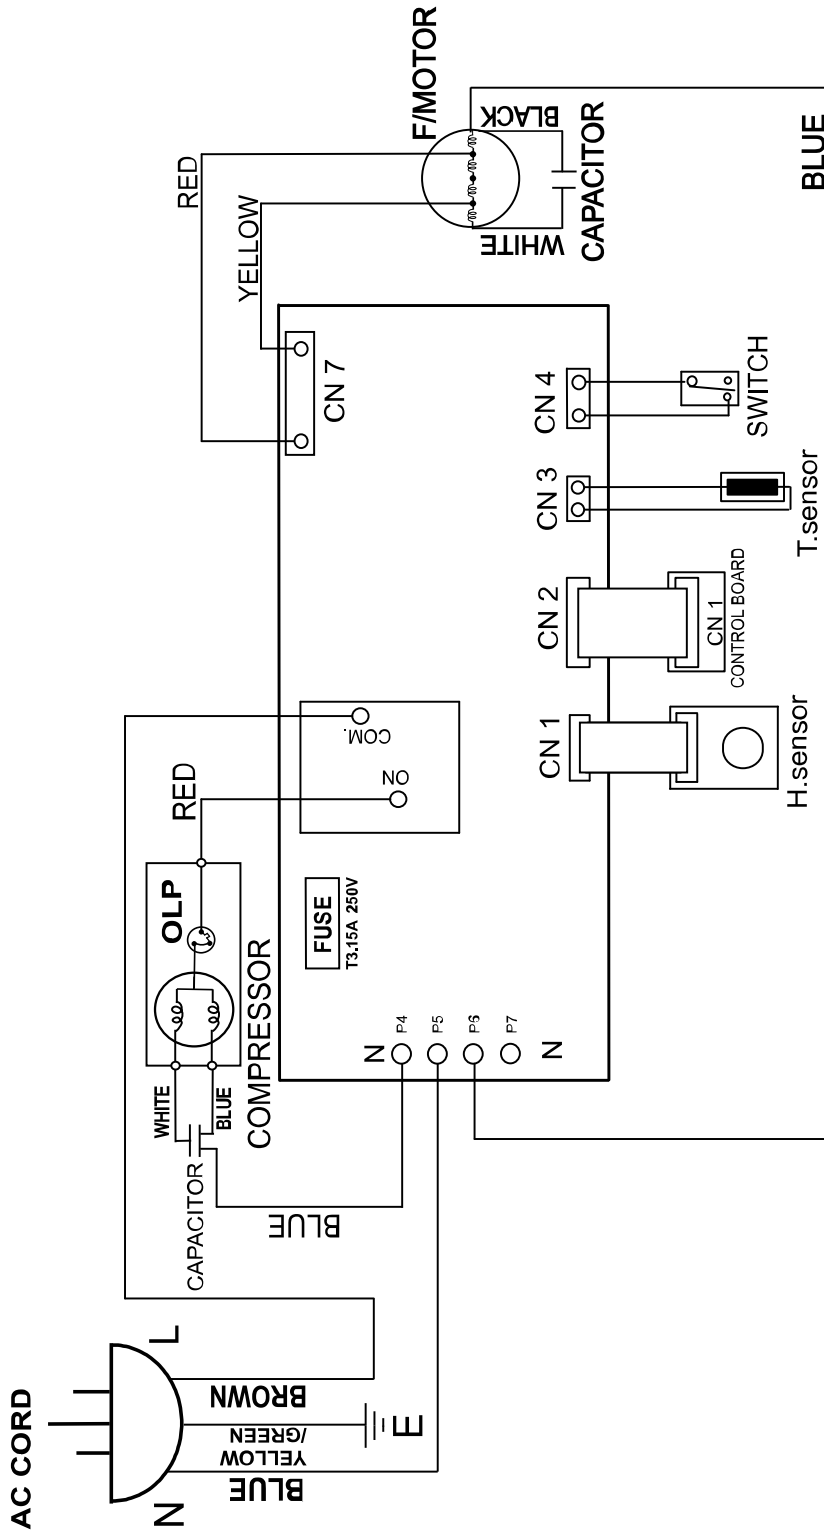 AC CORD
N
L
BLUE
YELLOW
/GREEN
BROWN
E
CAPACITOR
WHITE
BLUE
BLUE
COMPRESSOR
OLP
RED
N
P4
P5
P6
P7
N
FUSE
T3.15A 250V
ON
COM.
CN 1
CN 2
CN 3
CN 4
H.sensor
CN 1
CONTROL BOARD
T.sensor
SWITCH
CN 7
YELLOW
RED
F/MOTOR
WHITE
BLACK
CAPACITOR
BLUE